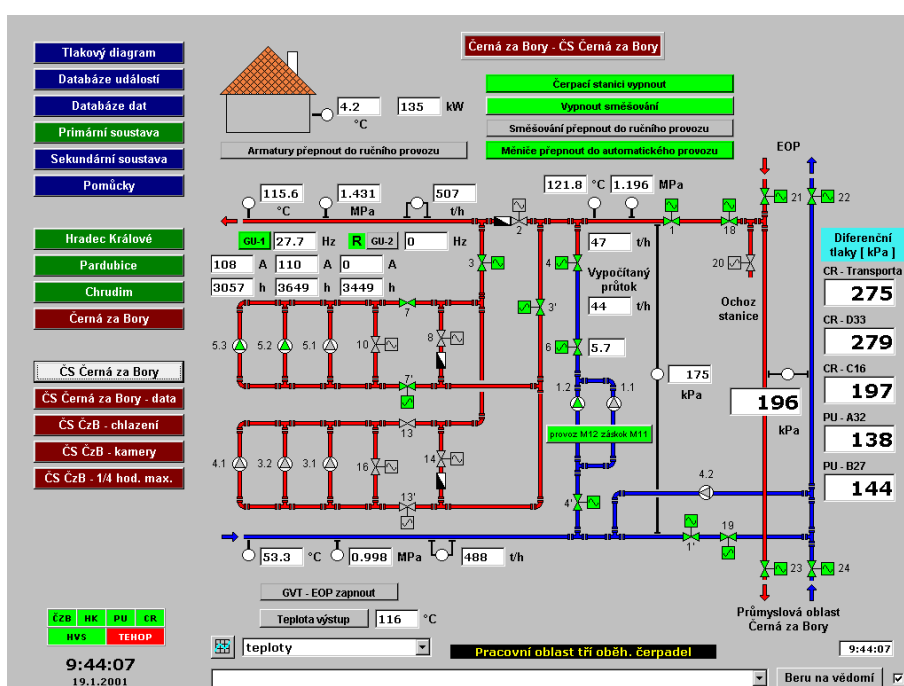 Černá za Bory - ČS Černá za Bory
Tlakový diagram
Databáze událostí
Databáze dat
Primární soustava
Sekundární soustava
Pomůcky
Hradec Králové
Pardubice
Chrudim
Černá za Bory
ČS Černá za Bory
ČS Černá za Bory - data
ČS ČzB - chlazení
ČS ČzB - kamery
ČS ČzB - 1/4 hod. max.
4.2 135 kW
°C
Armatury přepnout do ručního provozu
Čerpací stanici vypnout
Vypnout směšování
Směšování přepnout do ručního provozu
Měniče přepnout do automatického provozu
EOP
21 22
115.6 1.431 507
°C MPa t/h
121.8 °C 1.196 MPa
2 1 18
GU-1 27.7 Hz R GU-2 0 Hz
108 A 110 A 0 A
3057 h 3649 h 3449 h
3 4 3' 20
47 t/h
Vypočítaný
průtok
44 t/h
Ochoz
stanice
7
5.3 5.2 5.1 10 8
6 5.7
7'
1.2 1.1
175
kPa
196
kPa
provoz M12 záskok M11
13
4.1 3.2 3.1 16 14
13'
4.2
4'
1' 19
53.3 °C 0.998 MPa 488 t/h
23 24
Diferenční
tlaky [ kPa ]
CR - Transporta
275
CR - D33
279
CR - C16
197
PU - A32
138
PU - B27
144
Průmyslová oblast
Černá za Bory
GVT - EOP zapnout
Teplota výstup 116 °C
teploty
Pracovní oblast tří oběh. čerpadel
9:44:07
ČZB HK PU CR
HVS TEHOP
9:44:07
19.1.2001
Beru na vědomí